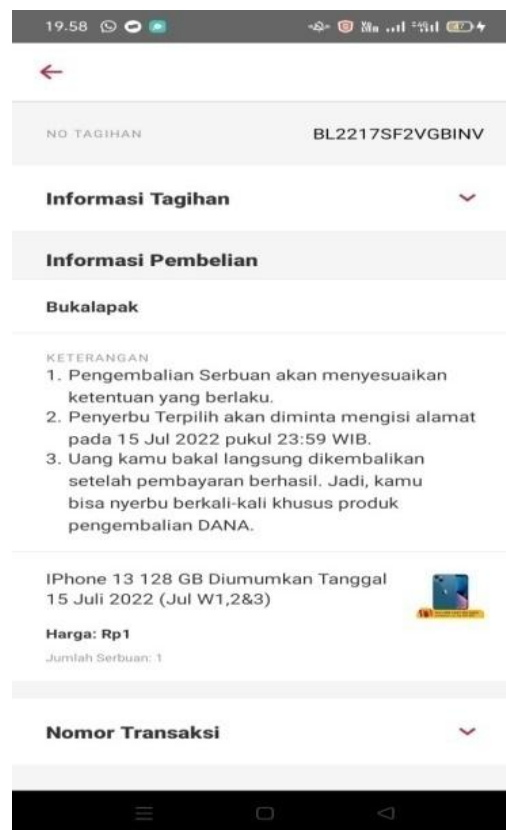 19.58
NO TAGIHAN
BL2217SF2VGBINV
Informasi Tagihan
Informasi Pembelian
Bukalapak
KETERANGAN
1. Pengembalian Serbuan akan menyesuaikan
ketentuan yang berlaku.
2. Penyerbu Terpilih akan diminta mengisi alamat
pada 15 Jul 2022 pukul 23:59 WIB.
3. Uang kamu bakal langsung dikembalikan
setelah pembayaran berhasil. Jadi, kamu
bisa nyerbu berkali-kali khusus produk
pengembalian DANA.
IPhone 13 128 GB Diumumkan Tanggal
15 Juli 2022 (Jul W1,2&3)
Harga: Rp1
Jumlah Serbuan: 1
Nomor Transaksi